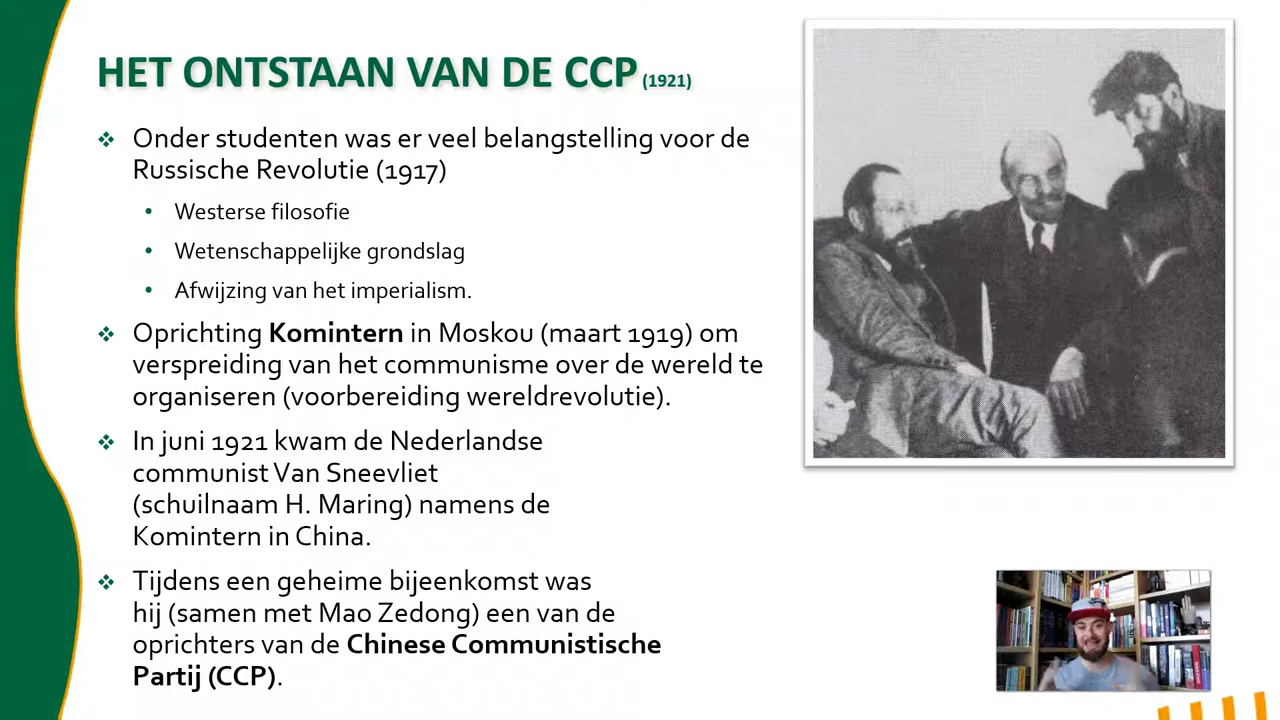 HET ONTSTAAN VAN DE CCP (1921)
❖ Onder studenten was er veel belangstelling voor de
Russische Revolutie (1917)
• Westerse filosofie
• Wetenschappelijke grondslag
• Afwijzing van het imperialism.
❖ Oprichting Komintern in Moskou (maart 1919) om
verspreiding van het communisme over de wereld te
organiseren (voorbereiding wereldrevolutie).
❖ In juni 1921 kwam de Nederlandse
communist Van Sneevliet
(schuilnaam H. Maring) namens de
Komintern in China.
❖ Tijdens een geheime bijeenkomst was
hij (samen met Mao Zedong) een van de
oprichters van de Chinese Communistische
Partij (CCP).